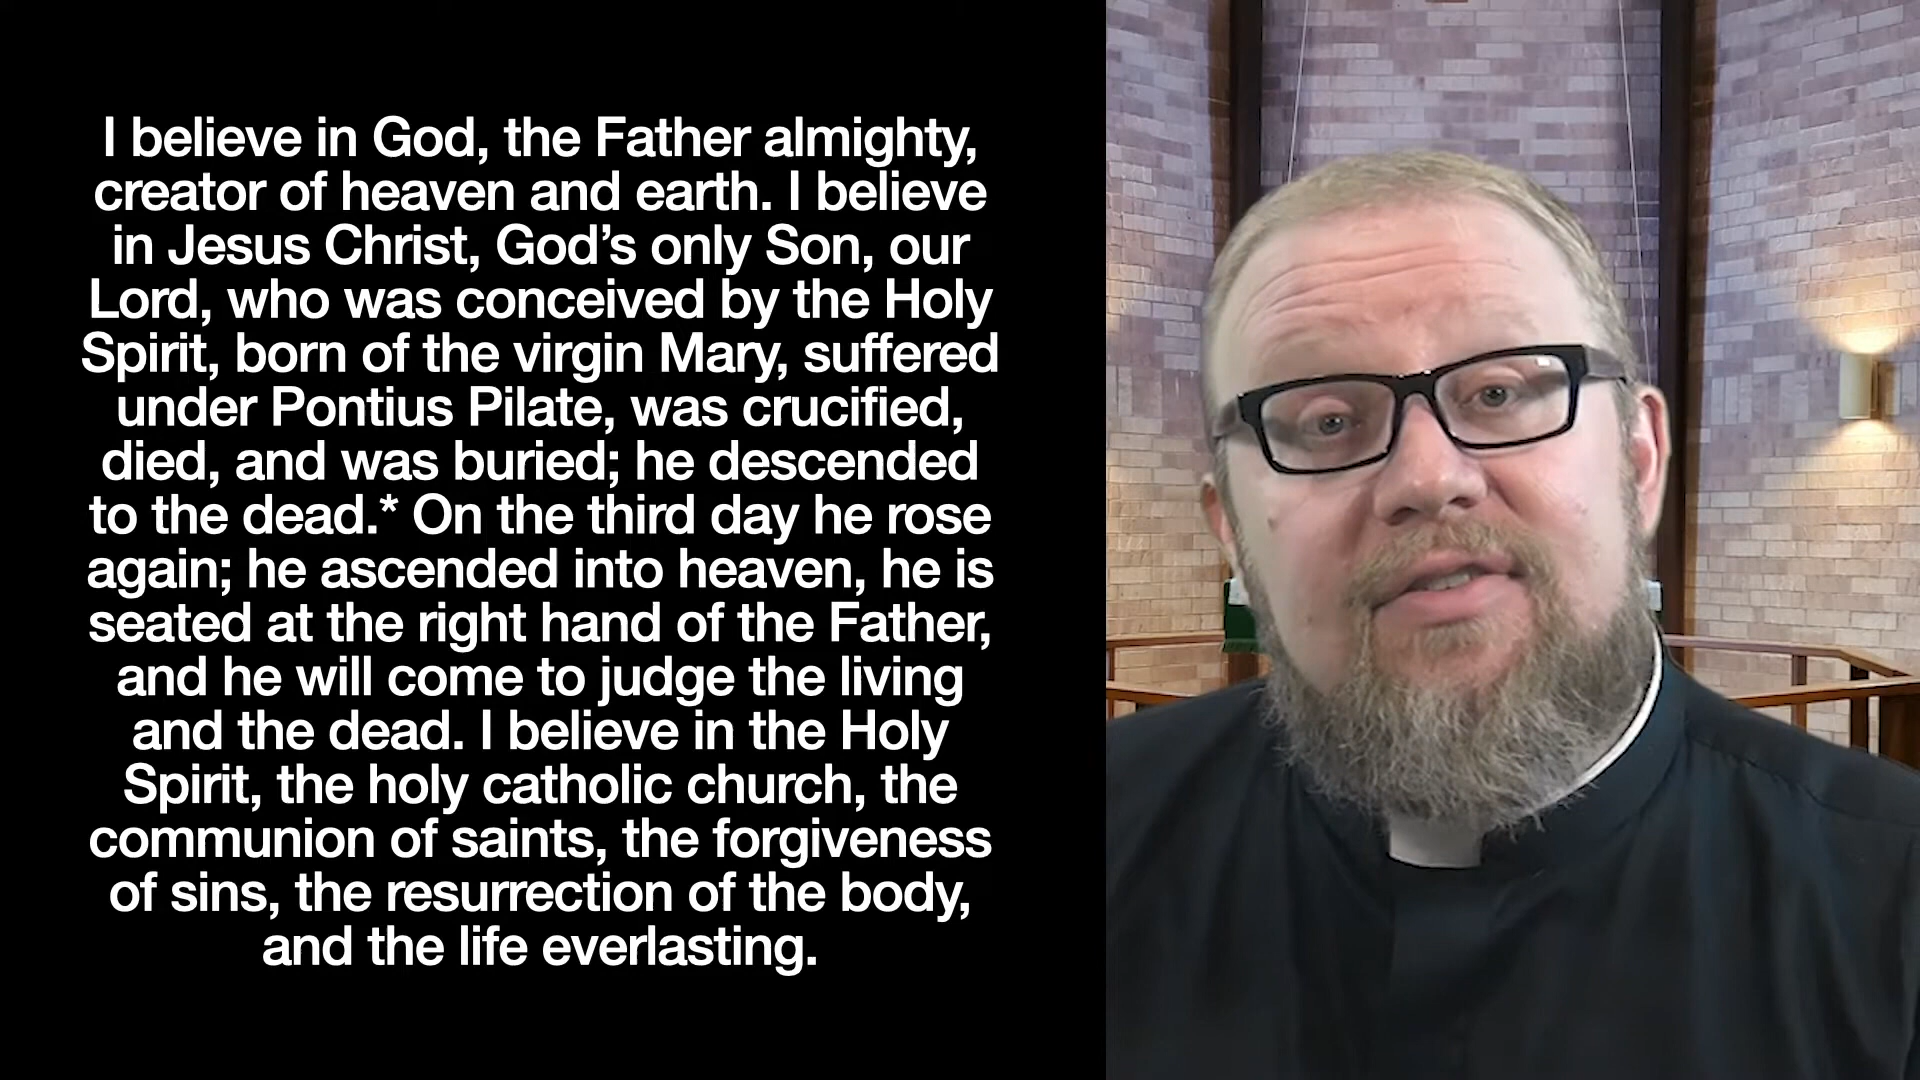 I believe in God, the Father almighty,
creator of heaven and earth. I believe
in Jesus Christ, God’s only Son, our
Lord, who was conceived by the Holy
Spirit, born of the virgin Mary, suffered
under Pontius Pilate, was crucified,
died, and was buried; he descended
to the dead.* On the third day he rose
again; he ascended into heaven, he is
seated at the right hand of the Father,
and he will come to judge the living
and the dead. I believe in the Holy
Spirit, the holy catholic church, the
communion of saints, the forgiveness
of sins, the resurrection of the body,
and the life everlasting.